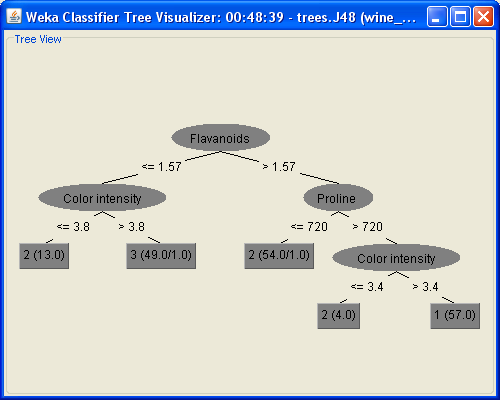 Weka Classifier Tree Visualizer: 00:48:39 - trees.J48 (wine_...
Tree View
Flavanoids
<= 1.57
> 1.57
Color intensity
Proline
<= 3.8
> 3.8
<= 720
> 720
2 (13.0)
3 (49.0/1.0)
2 (54.0/1.0)
Color intensity
<= 3.4
> 3.4
2 (4.0)
1 (57.0)